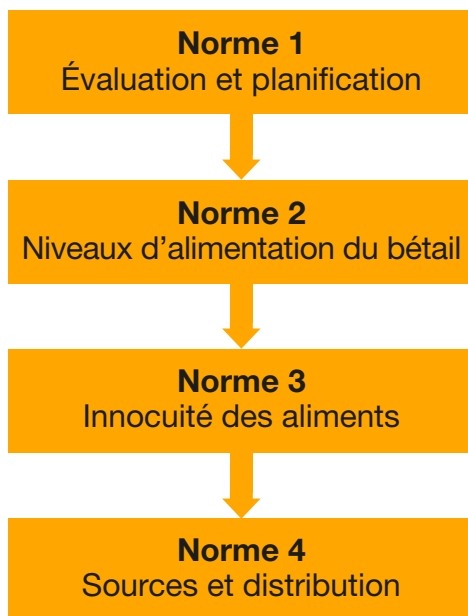 Norme 1
Évaluation et planification
Norme 2
Niveaux d’alimentation du bétail
Norme 3
Innocuité des aliments
Norme 4
Sources et distribution